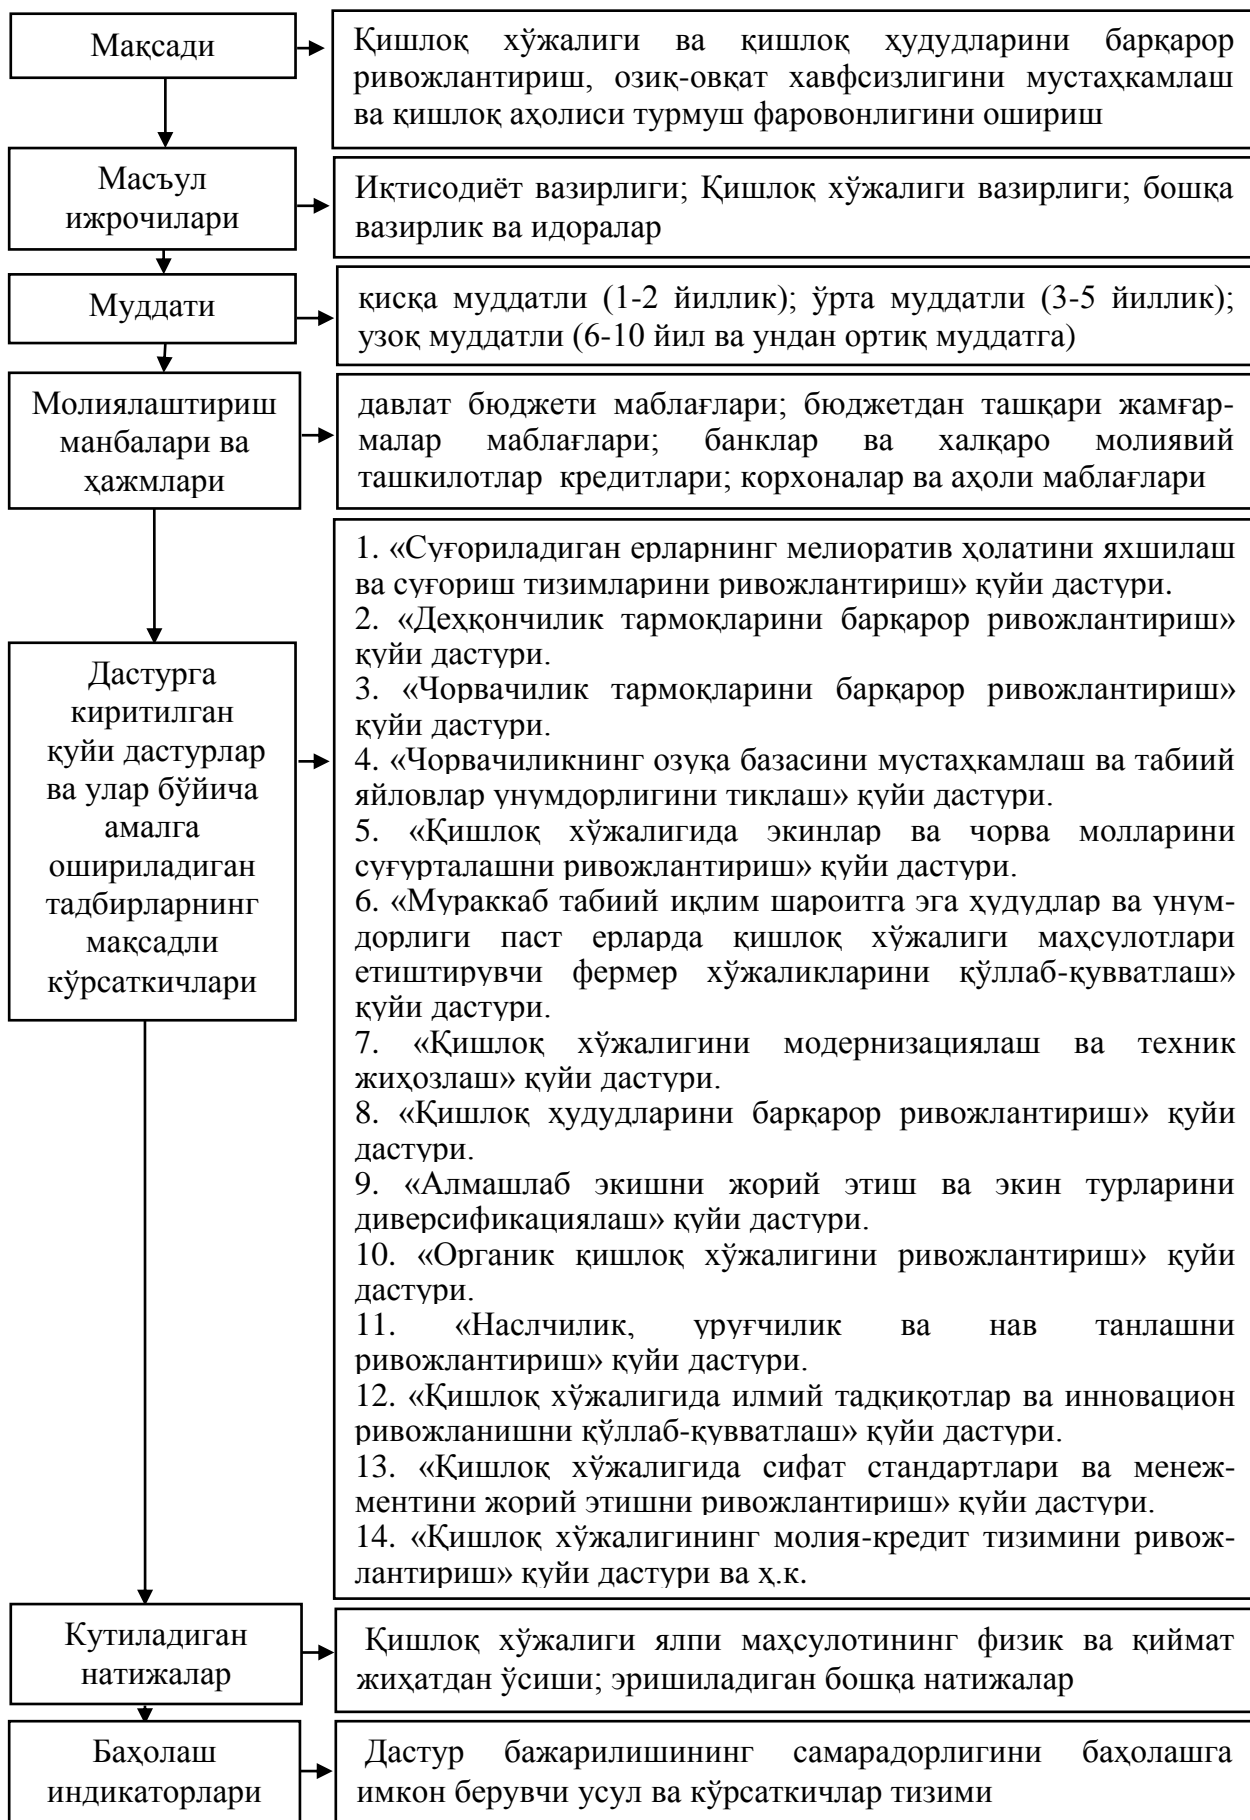 Мақсади
Қишлоқ хўжалиги ва қишлоқ ҳудудларини барқарор
ривожлантириш, озиқ-овқат хавфсизлигини мустаҳкамлаш
ва қишлоқ аҳолиси турмуш фаровонлигини ошириш
Масъул
ижрочилари
Иқтисодиёт вазирлиги; Қишлоқ хўжалиги вазирлиги; бошқа
вазирлик ва идоралар
Муддати
қисқа муддатли (1-2 йиллик); ўрта муддатли (3-5 йиллик);
узоқ муддатли (6-10 йил ва ундан ортиқ муддатга)
Молиялаштириш
манбалари ва
ҳажмлари
давлат бюджети маблағлари; бюджетдан ташқари жамғар-
малар маблағлари; банклар ва халқаро молиявий
ташкилотлар кредитлари; корхоналар ва аҳоли маблағлари
Дастурга
киритилган
қуйи дастурлар
ва улар бўйича
амалга
ошириладиган
тадбирларнинг
мақсадли
кўрсаткичлари
1. «Суғориладиган ерларнинг мелиоратив ҳолатини яхшилаш
ва суғориш тизимларини ривожлантириш» қуйи дастури.
2. «Деҳқончилик тармоқларини барқарор ривожлантириш»
қуйи дастури.
3. «Чорвачилик тармоқларини барқарор ривожлантириш»
қуйи дастури.
4. «Чорвачиликнинг озуқа базасини мустаҳкамлаш ва табиий
яйловлар унумдорлигини тиклаш» қуйи дастури.
5. «Қишлоқ хўжалигида экинлар ва чорва молларини
суғурталашни ривожлантириш» қуйи дастури.
6. «Мураккаб табиий иқлим шароитга эга ҳудудлар ва унум-
дорлиги паст ерларда қишлоқ хўжалиги маҳсулотлари
етиштирувчи фермер хўжаликларини қўллаб-қувватлаш»
қуйи дастури.
7. «Қишлоқ хўжалигини модернизациялаш ва техник
жиҳозлаш» қуйи дастури.
8. «Қишлоқ ҳудудларини барқарор ривожлантириш» қуйи
дастури.
9. «Алмашлаб экишни жорий этиш ва экин турларини
диверсификациялаш» қуйи дастури.
10. «Органик қишлоқ хўжалигини ривожлантириш» қуйи
дастури.
11. «Наслчилик, уруғчилик ва нав танлашни
ривожлантириш» қуйи дастури.
12. «Қишлоқ хўжалигида илмий тадқиқотлар ва инновацион
ривожланишни қўллаб-қувватлаш» қуйи дастури.
13. «Қишлоқ хўжалигида сифат стандартлари ва менеж-
ментини жорий этишни ривожлантириш» қуйи дастури.
14. «Қишлоқ хўжалигининг молия-кредит тизимини ривож-
лантириш» қуйи дастури ва ҳ.к.
Кутиладиган
натижалар
Қишлоқ хўжалиги ялпи маҳсулотининг физик ва қиймат
жиҳатдан ўсиши; эришиладиган бошқа натижалар
Баҳолаш
индикаторлари
Дастур бажарилишининг самарадорлигини баҳолашга
имкон берувчи усул ва кўрсаткичлар тизими